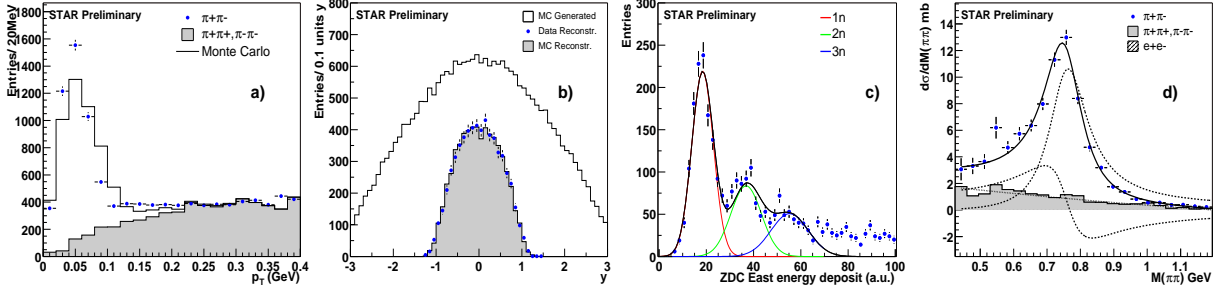 STAR Preliminary
π+π-
π+π+,π-π-
Monte Carlo
a)
Entries/ 20MeV
1800
1600
1400
1200
1000
800
600
400
200
0
0 0.05 0.1 0.15 0.2 0.25 0.3 0.35 0.4
p_T (GeV)
STAR Preliminary
MC Generated
Data Reconstr.
MC Reconstr.
b)
Entries/ 0.1 units y
800
700
600
500
400
300
200
100
0
-3 -2 -1 0 1 2 3
y
STAR Preliminary
1n
2n
3n
c)
Entries
300
250
200
150
100
50
0
0 20 40 60 80 100
ZDC East energy deposit (a.u.)
STAR Preliminary
π+π-
π+π+,π-π-
e+e-
d)
dσ/dM(ππ) mb
14
12
10
8
6
4
2
0
-2
0.5 0.6 0.7 0.8 0.9 1 1.1
M(ππ) GeV